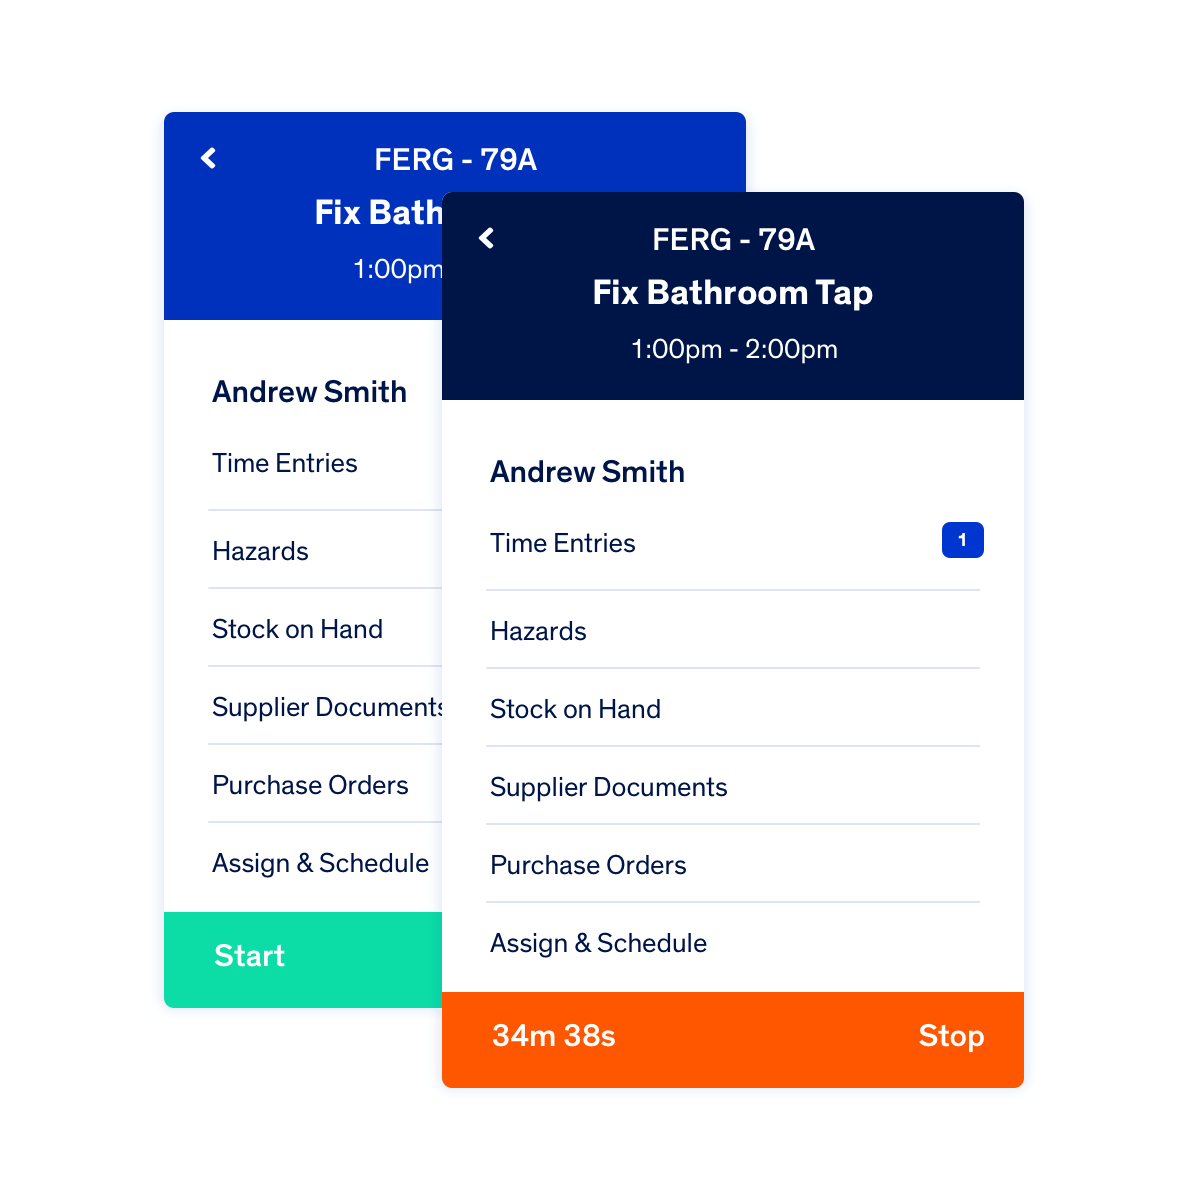 FERG - 79A
Fix Bath
1:00pm
Andrew Smith
Time Entries
Hazards
Stock on Hand
Supplier Documents
Purchase Orders
Assign & Schedule
Start
FERG - 79A
Fix Bathroom Tap
1:00pm - 2:00pm
Andrew Smith
Time Entries 1
Hazards
Stock on Hand
Supplier Documents
Purchase Orders
Assign & Schedule
34m 38s Stop